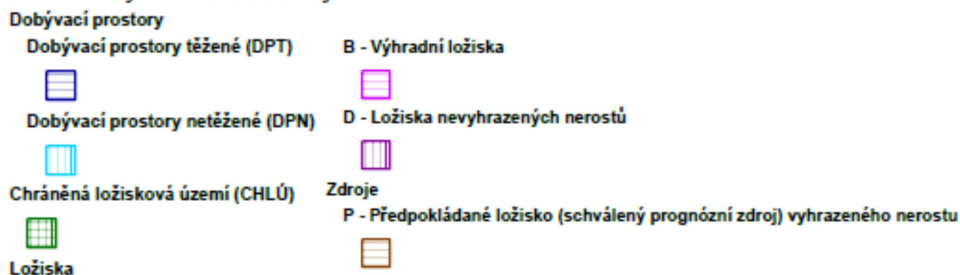 Dobývací prostory
Dobývací prostory těžené (DPT)
Dobývací prostory netěžené (DPN)
Chráněná ložisková území (CHLÚ)
Ložiska
B - Výhradní ložiska
D - Ložiska nevyhrazených nerostů
Zdroje
P - Předpokládané ložisko (schválený prognózní zdroj) vyhrazeného nerostu